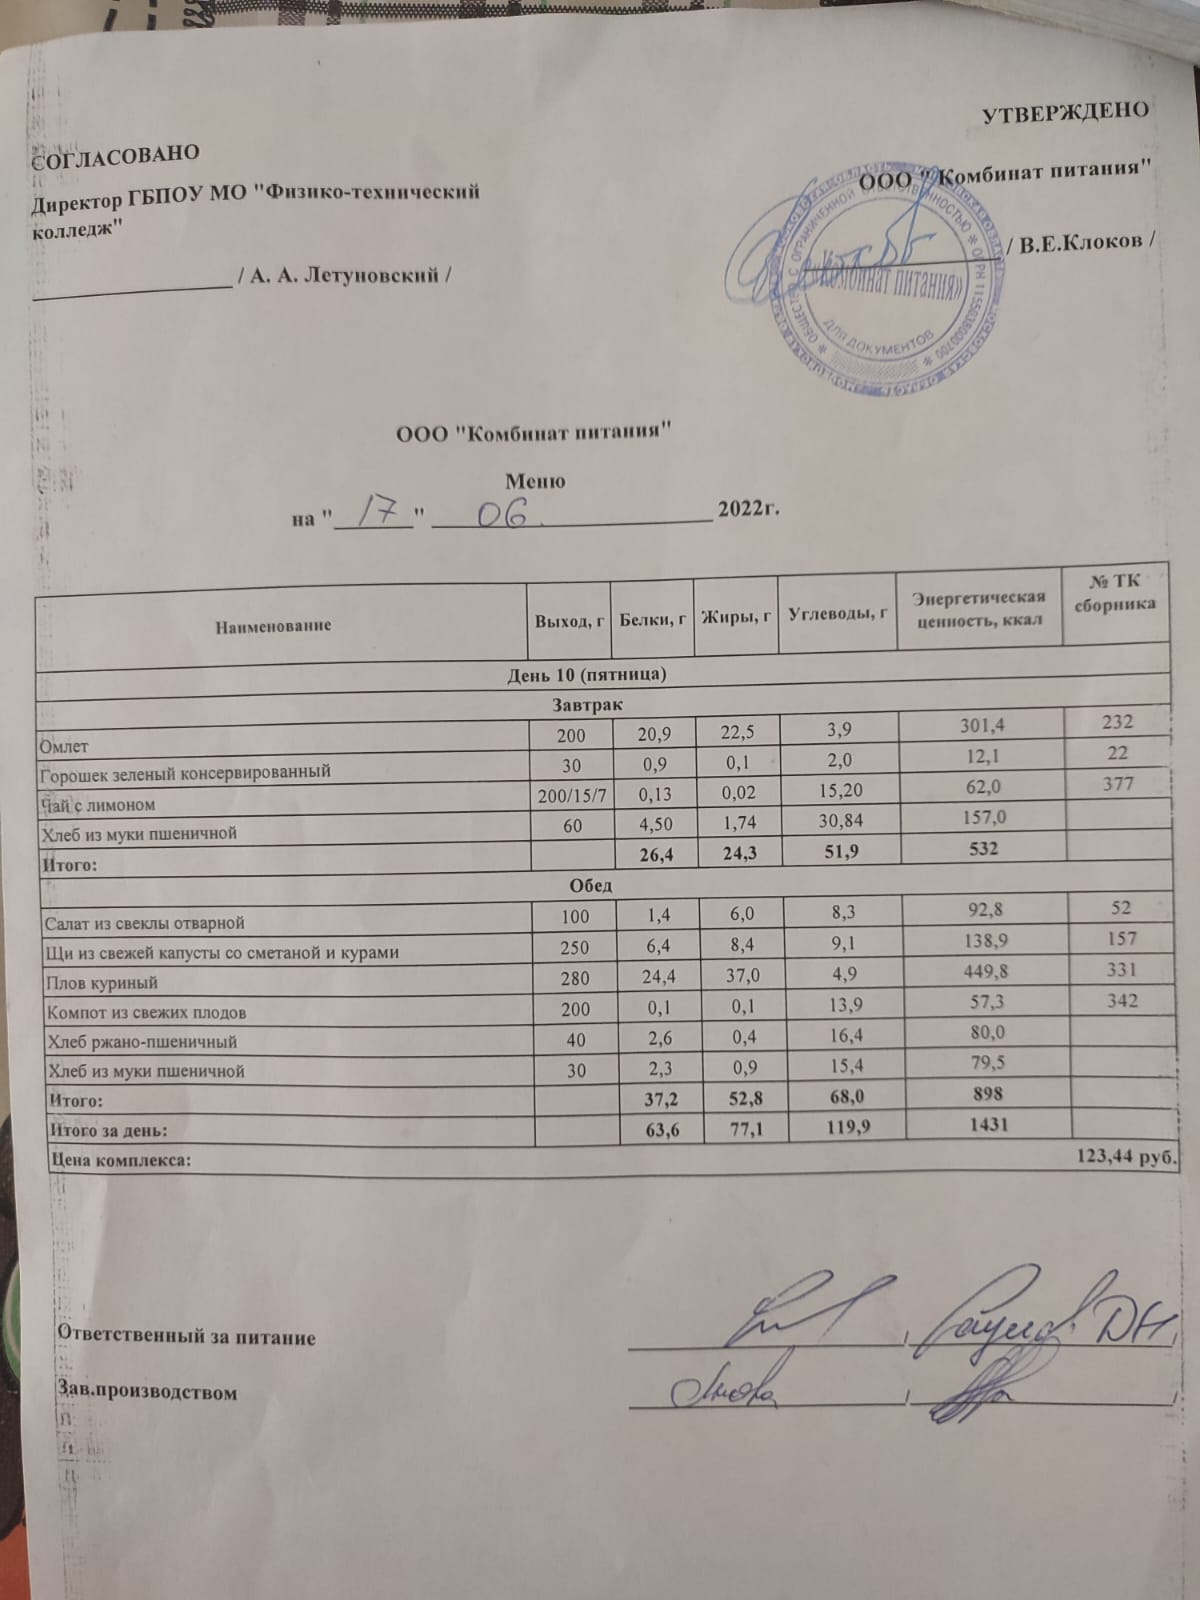 УТВЕРЖДЕНО
СОГЛАСОВАНО
ООО "Комбинат питания"
Директор ГБПОУ МО "Физико-технический
колледж"
/ В.Е.Клоков /
/ А. А. Летуновский /
«Комбинат питания»
ДЛЯ ДОКУМЕНТОВ
ООО "Комбинат питания"
Меню
на "17" 06. 2022г.
Наименование Выход, г Белки, г Жиры, г Углеводы, г Энергетическая ценность, ккал № ТК сборника
День 10 (пятница)
Завтрак
Омлет 200 20,9 22,5 3,9 301,4 232
Горошек зеленый консервированный 30 0,9 0,1 2,0 12,1 22
Чай с лимоном 200/15/7 0,13 0,02 15,20 62,0 377
Хлеб из муки пшеничной 60 4,50 1,74 30,84 157,0
Итого: 26,4 24,3 51,9 532
Обед
Салат из свеклы отварной 100 1,4 6,0 8,3 92,8 52
Щи из свежей капусты со сметаной и курами 250 6,4 8,4 9,1 138,9 157
Плов куриный 280 24,4 37,0 4,9 449,8 331
Компот из свежих плодов 200 0,1 0,1 13,9 57,3 342
Хлеб ржано-пшеничный 40 2,6 0,4 16,4 80,0
Хлеб из муки пшеничной 30 2,3 0,9 15,4 79,5
Итого: 37,2 52,8 68,0 898
Итого за день: 63,6 77,1 119,9 1431
Цена комплекса: 123,44 руб.
Ответственный за питание
Зав.производством